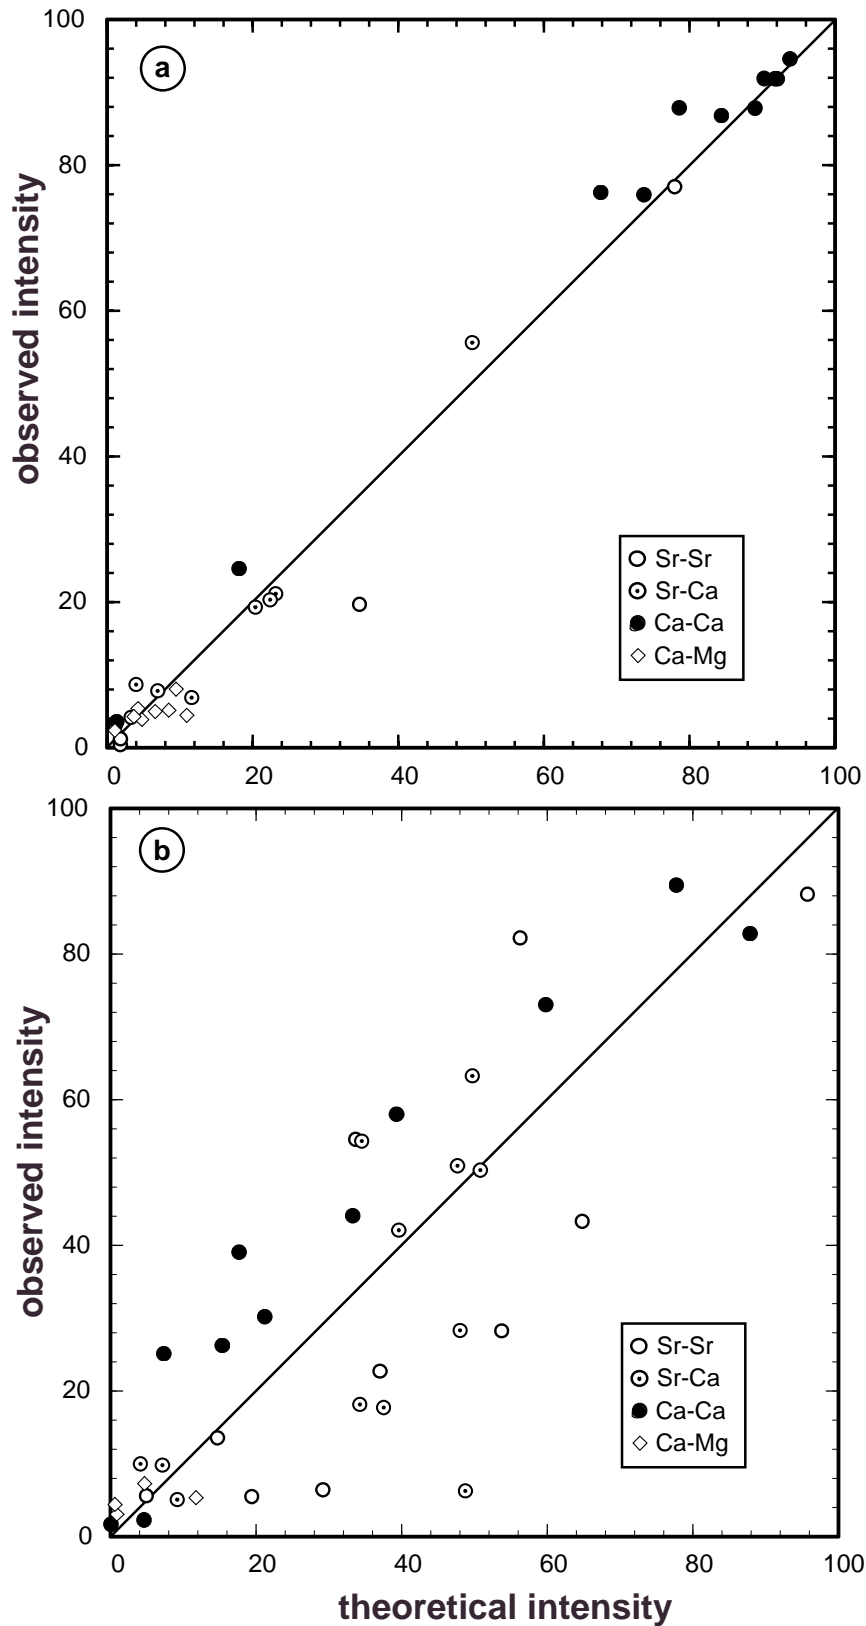 100
a
80
60
40
20
0
observed intensity
Sr-Sr
Sr-Ca
Ca-Ca
Ca-Mg
0 20 40 60 80 100
100
b
80
60
40
20
0
observed intensity
Sr-Sr
Sr-Ca
Ca-Ca
Ca-Mg
0 20 40 60 80 100
theoretical intensity